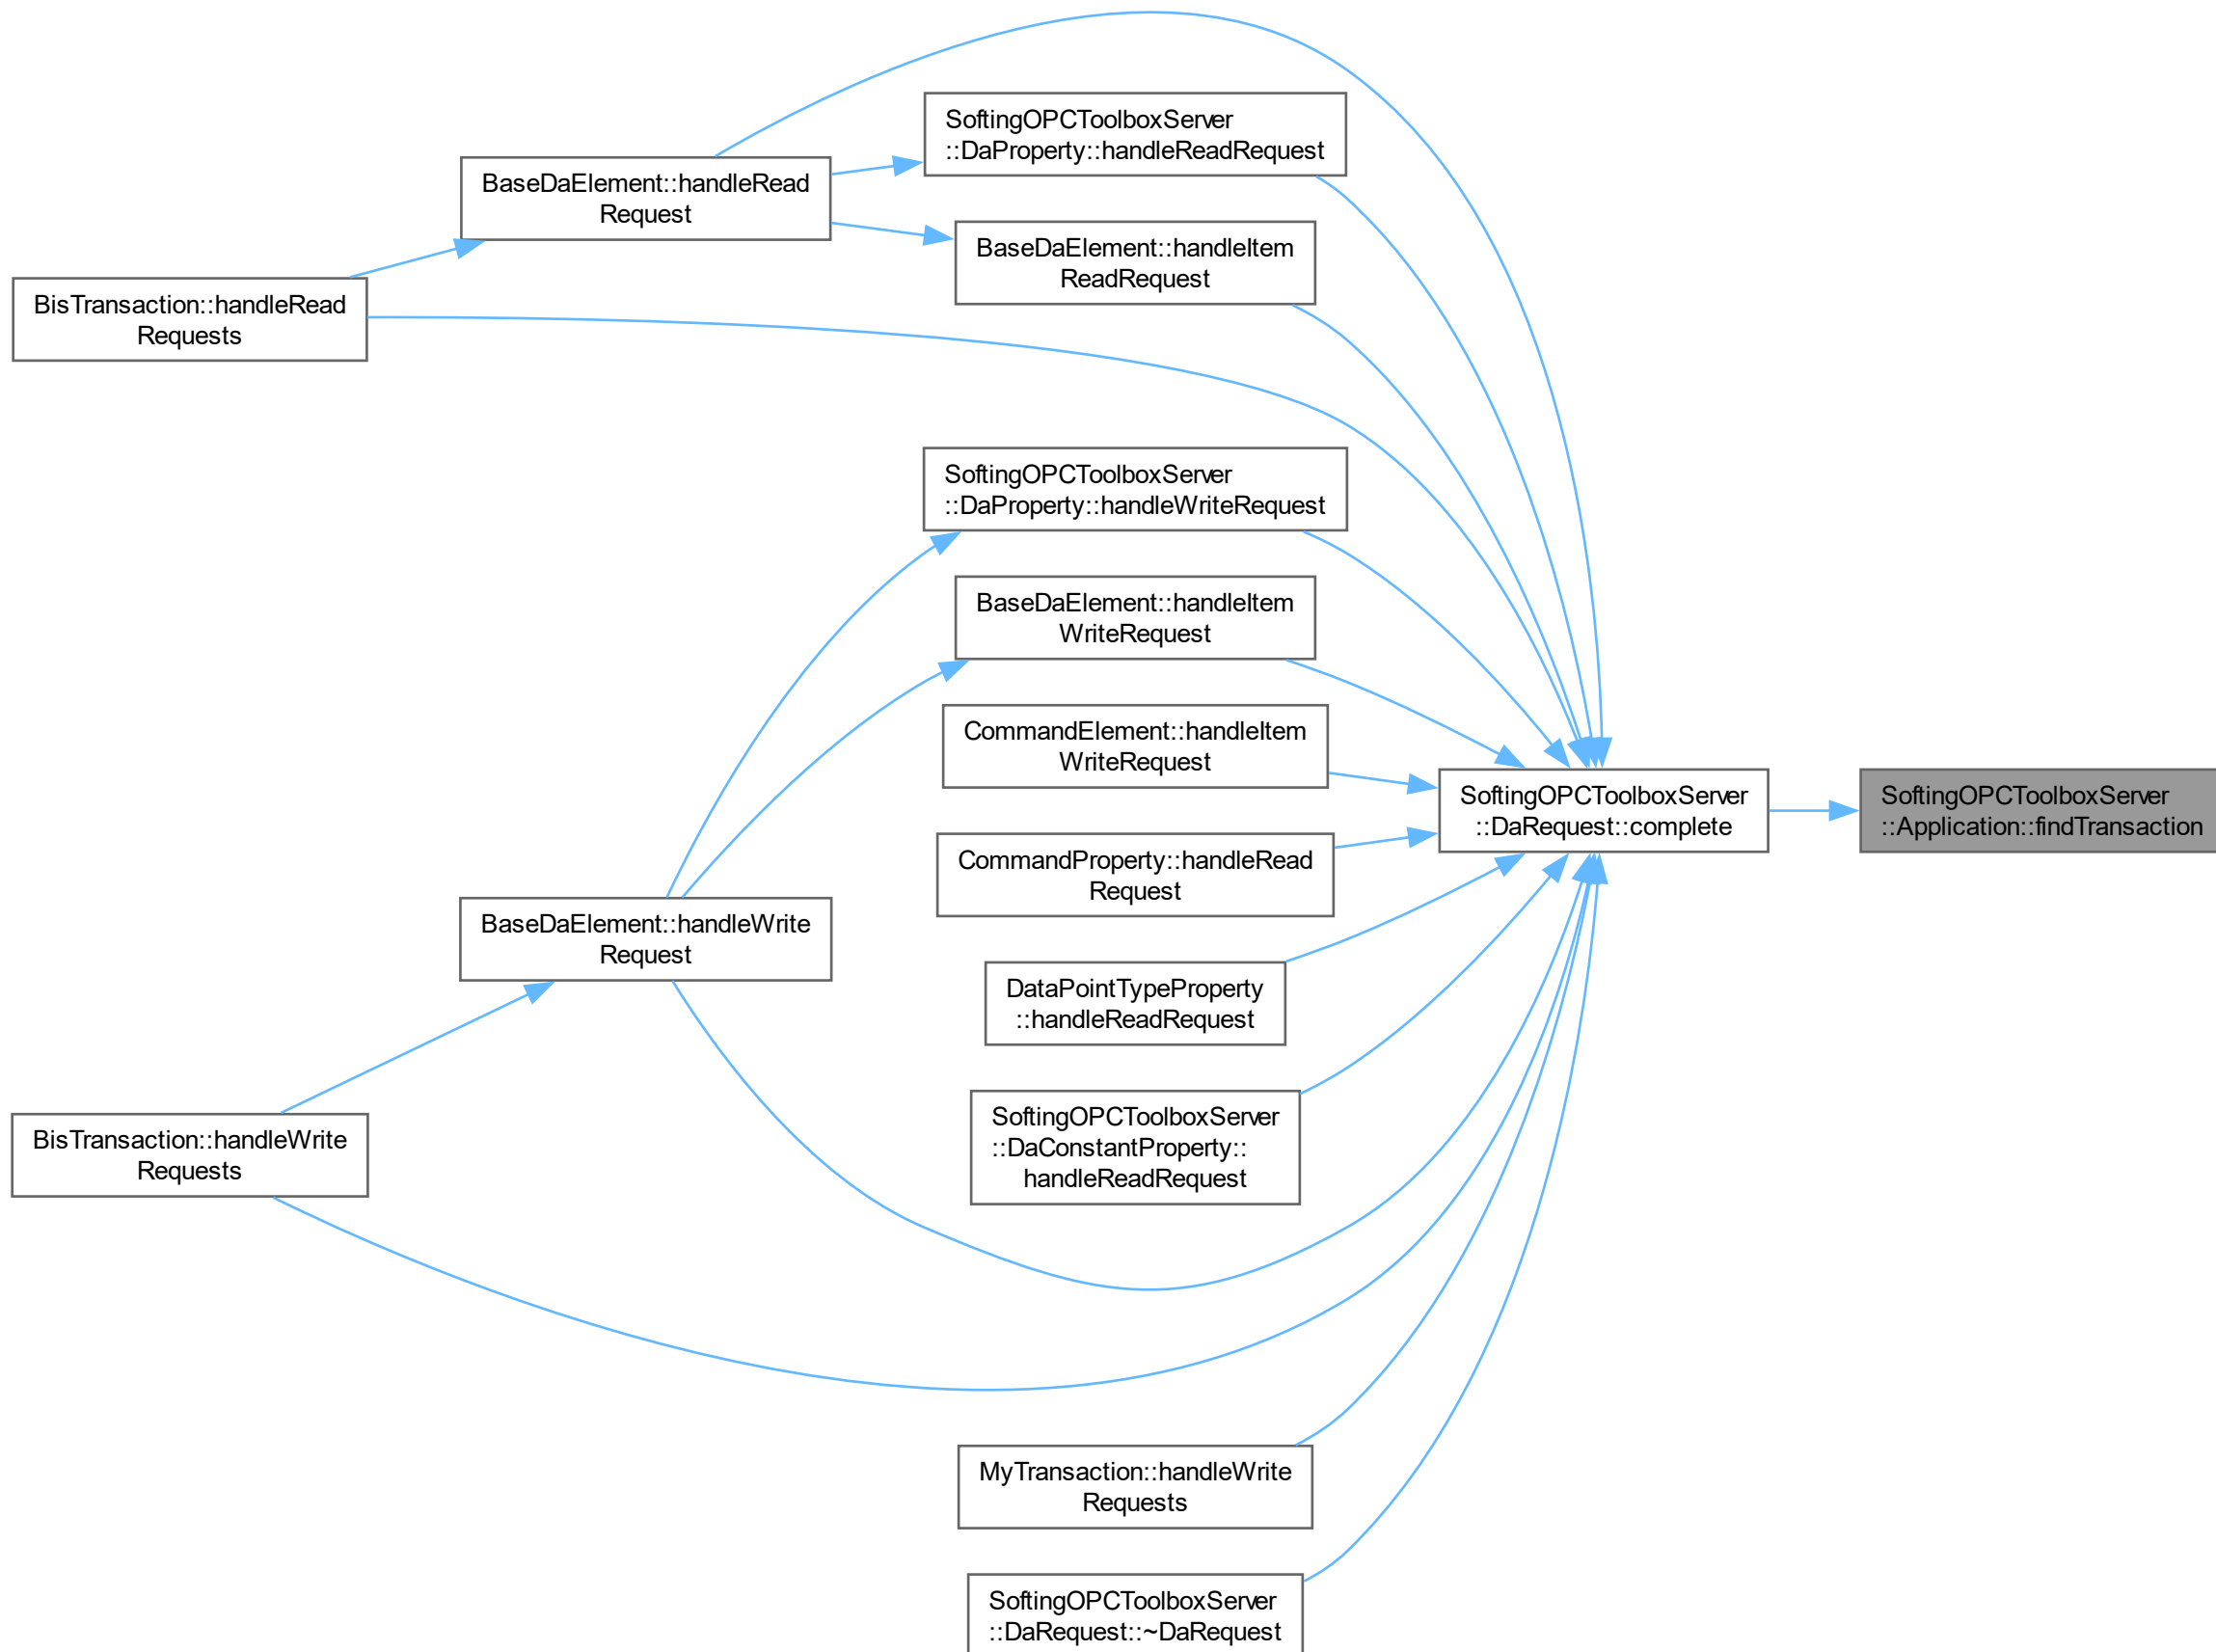 SoftingOPCToolboxServer
::DaProperty::handleReadRequest
BaseDaElement::handleRead
Request
BaseDaElement::handleItem
ReadRequest
BisTransaction::handleRead
Requests
SoftingOPCToolboxServer
::DaProperty::handleWriteRequest
BaseDaElement::handleItem
WriteRequest
CommandElement::handleItem
WriteRequest
SoftingOPCToolboxServer
::DaRequest::complete
SoftingOPCToolboxServer
::Application::findTransaction
CommandProperty::handleRead
Request
BaseDaElement::handleWrite
Request
DataPointTypeProperty
::handleReadRequest
SoftingOPCToolboxServer
::DaConstantProperty::
handleReadRequest
BisTransaction::handleWrite
Requests
MyTransaction::handleWrite
Requests
SoftingOPCToolboxServer
::DaRequest::~DaRequest